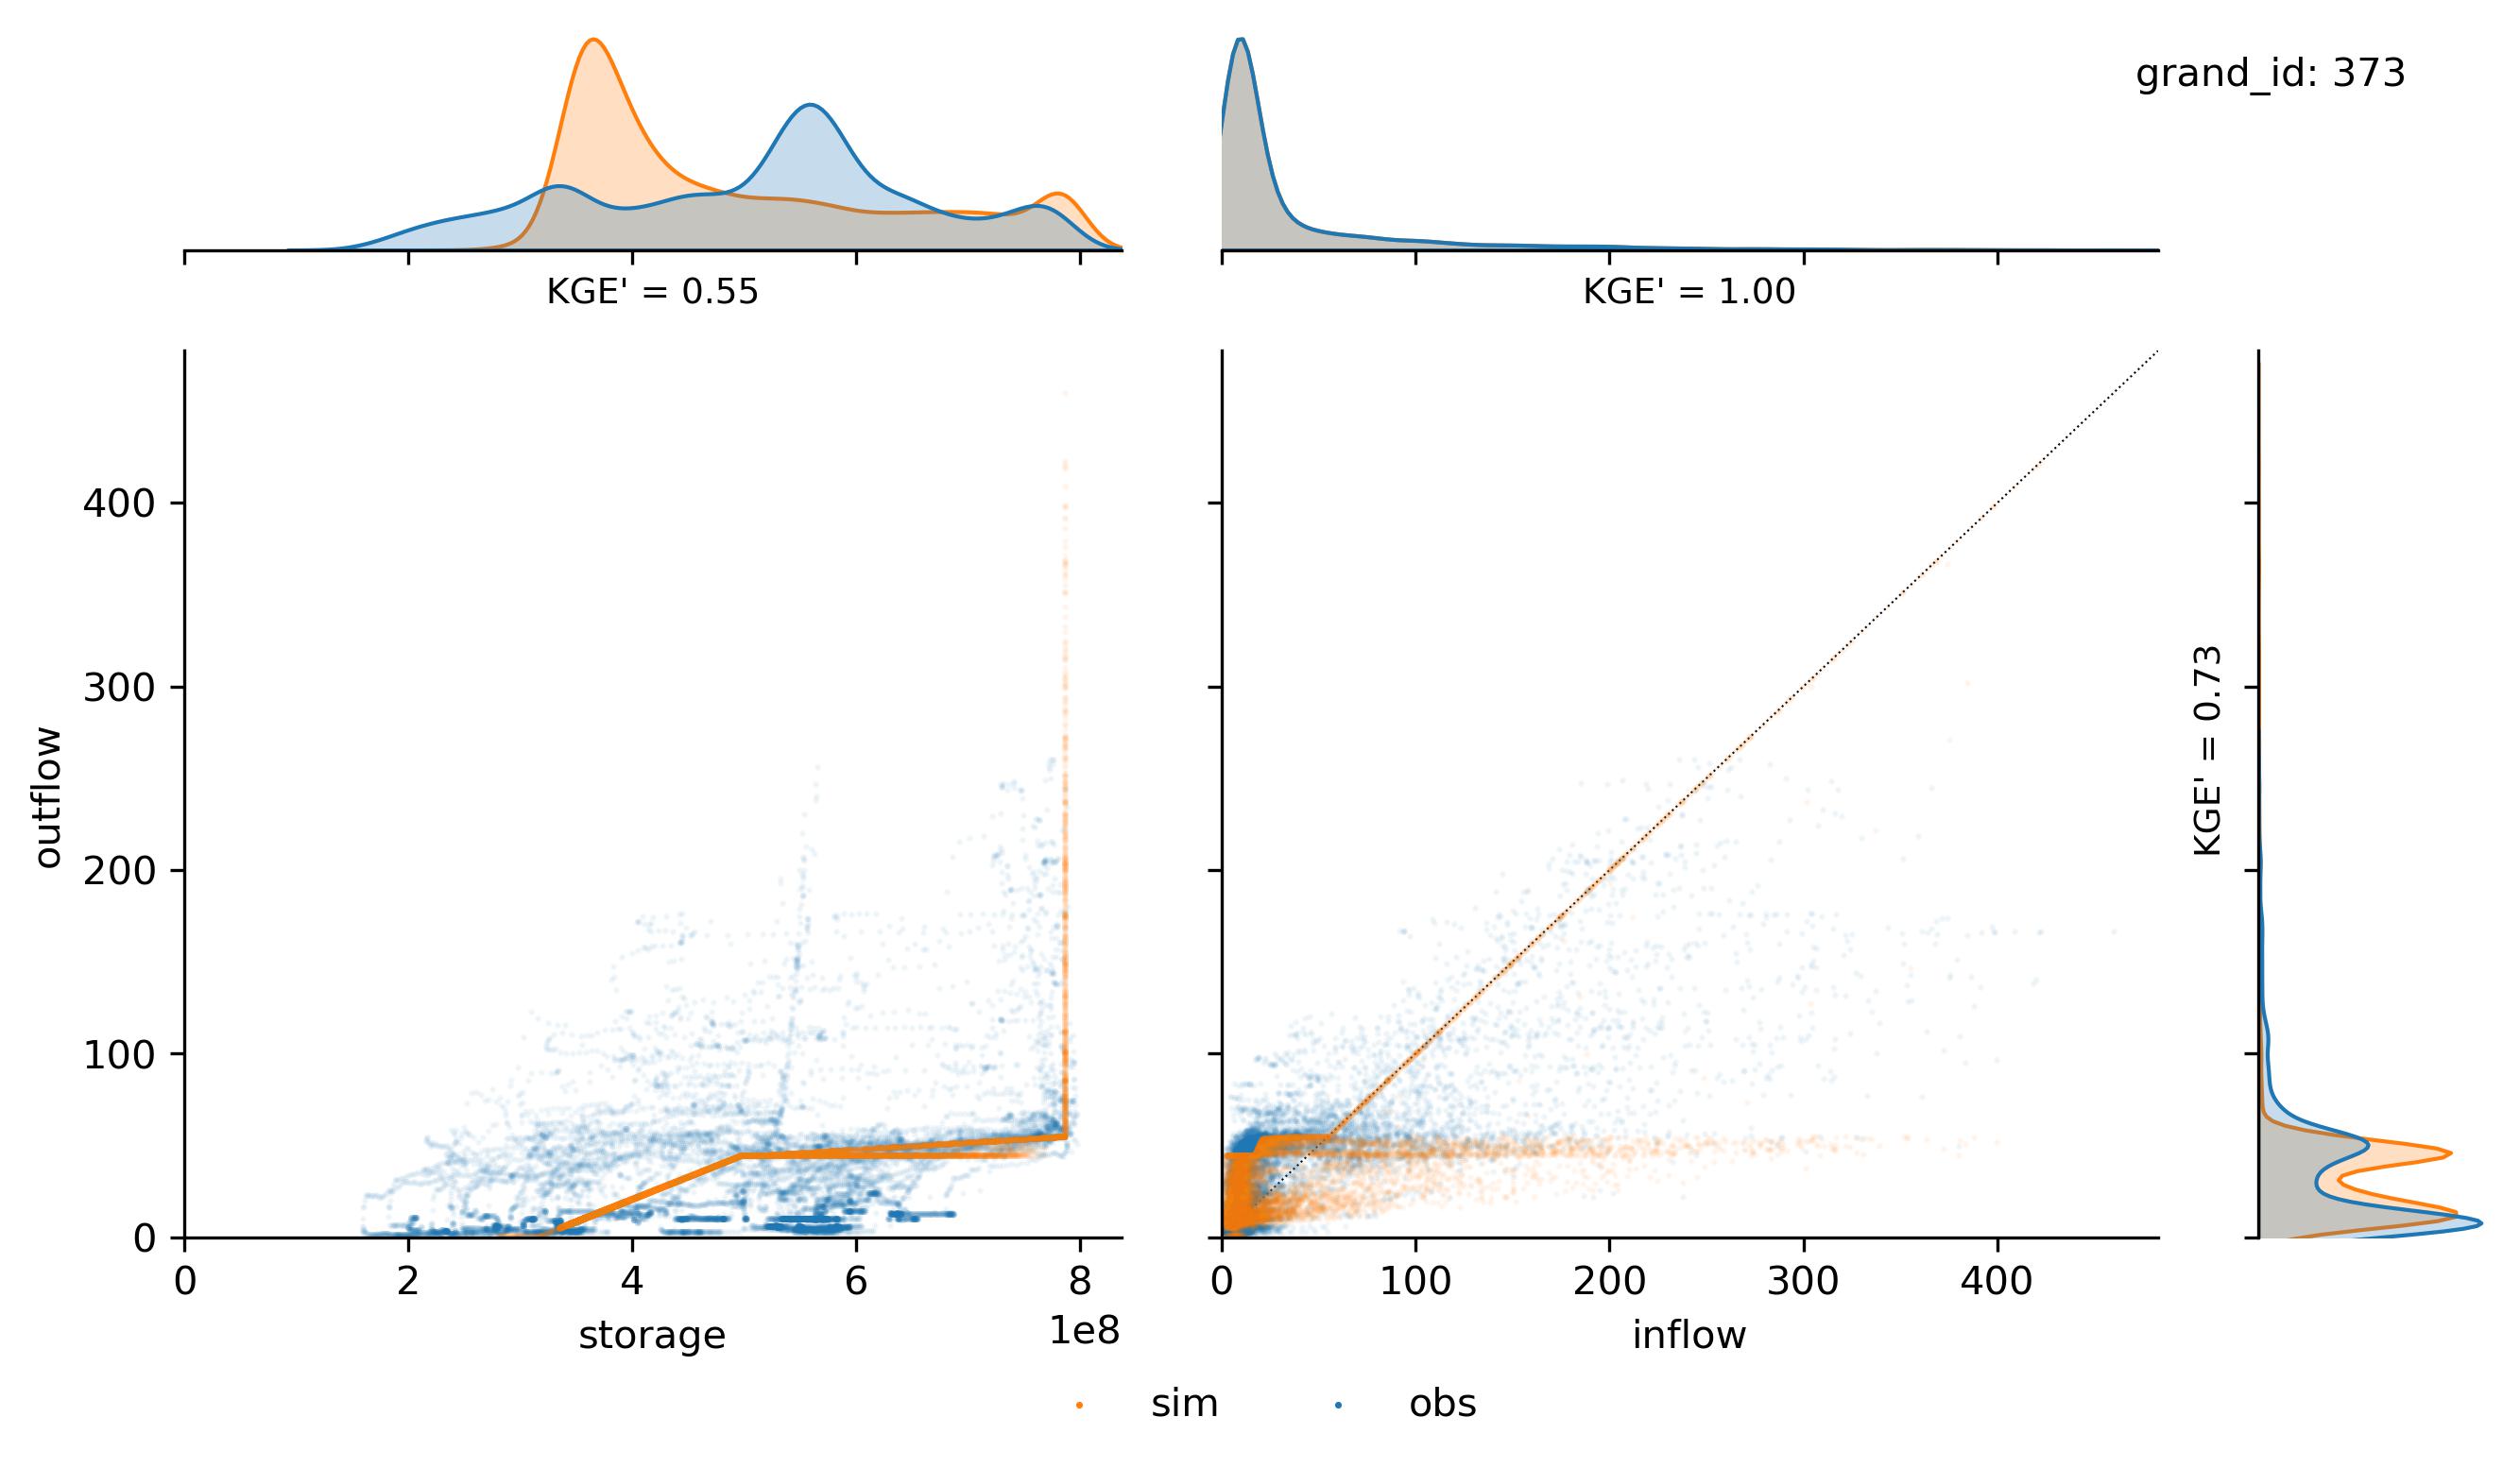 grand_id: 373
KGE' = 0.55
KGE' = 1.00
outflow
400
300
200
100
0
KGE' = 0.73
0 2 4 6 8
1e8
storage
0 100 200 300 400
inflow
sim obs